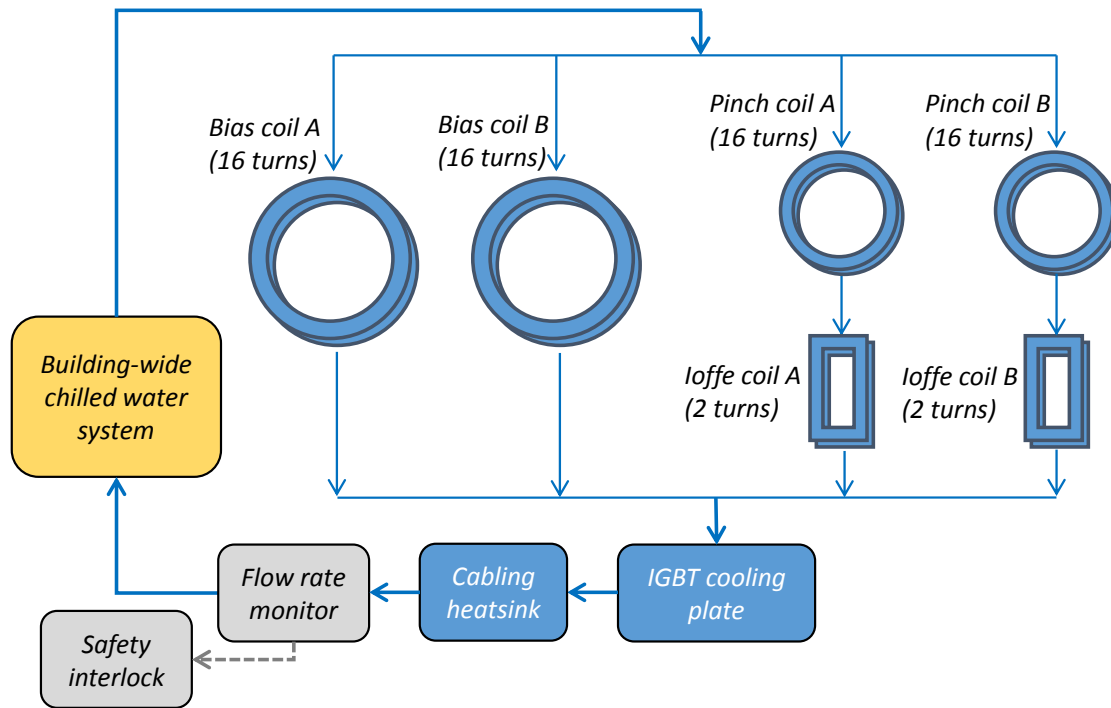 Bias coil A
(16 turns)
Bias coil B
(16 turns)
Pinch coil A
(16 turns)
Pinch coil B
(16 turns)
Building-wide
chilled water
system
Ioffe coil A
(2 turns)
Ioffe coil B
(2 turns)
Flow rate
monitor
Cabling
heatsink
IGBT cooling
plate
Safety
interlock